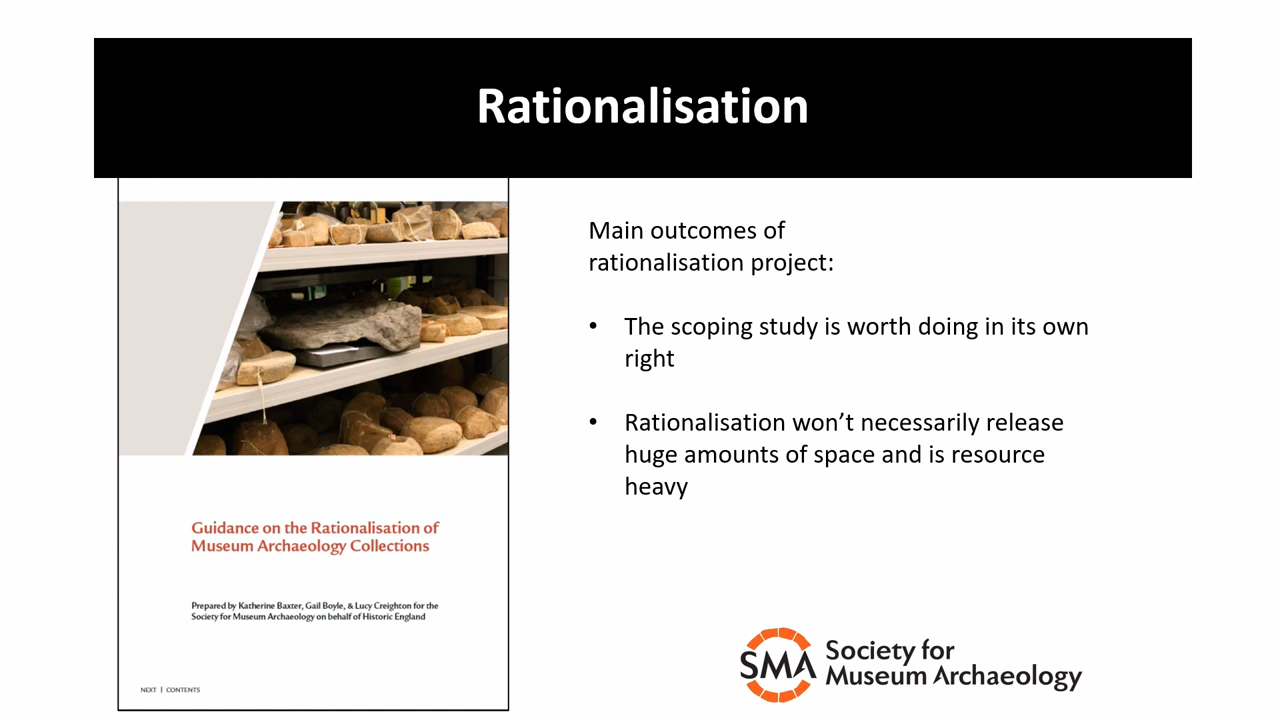 Rationalisation
Main outcomes of
rationalisation project:
• The scoping study is worth doing in its own
right
• Rationalisation won’t necessarily release
huge amounts of space and is resource
heavy
Guidance on the Rationalisation of
Museum Archaeology Collections
Prepared by Katherine Baxter, Gail Boyle, & Lucy Creighton for the
Society for Museum Archaeology on behalf of Historic England
NEXT | CONTENTS
SMA
Society for
Museum Archaeology